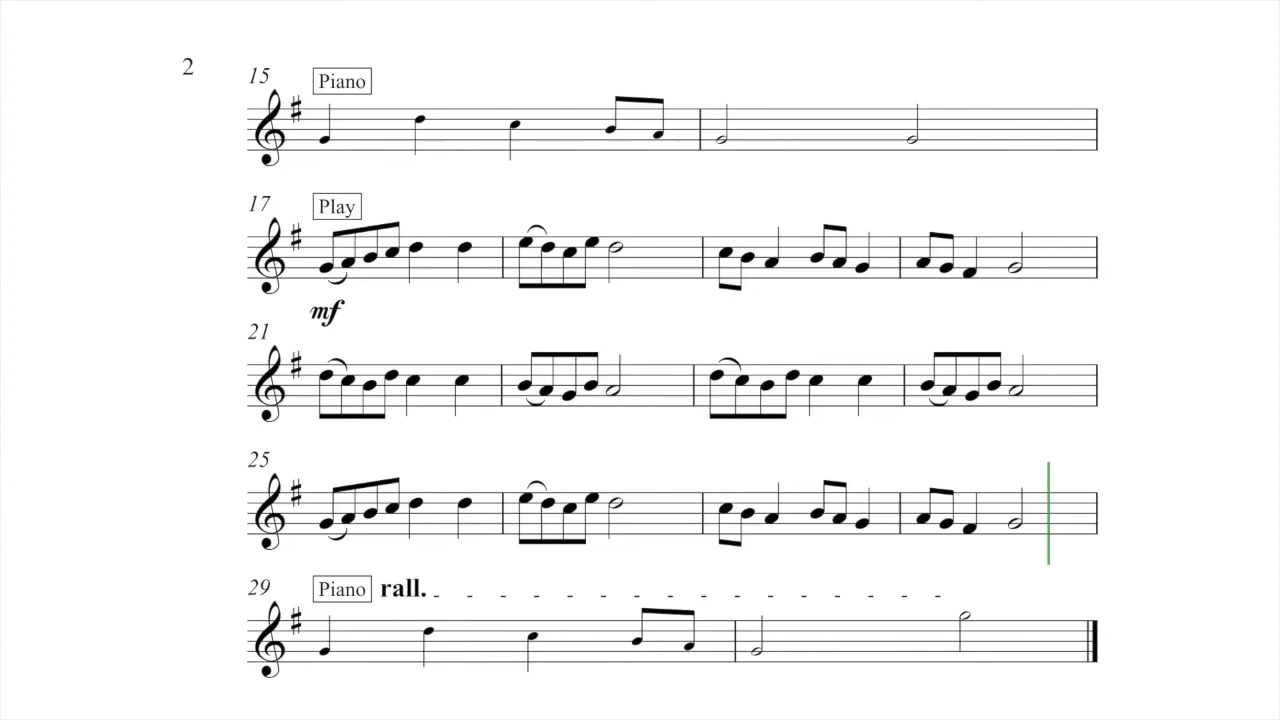 2
15 Piano
17 Play
mf
21
25
29 Piano rall. - - - - - - - - - - - - - - - -